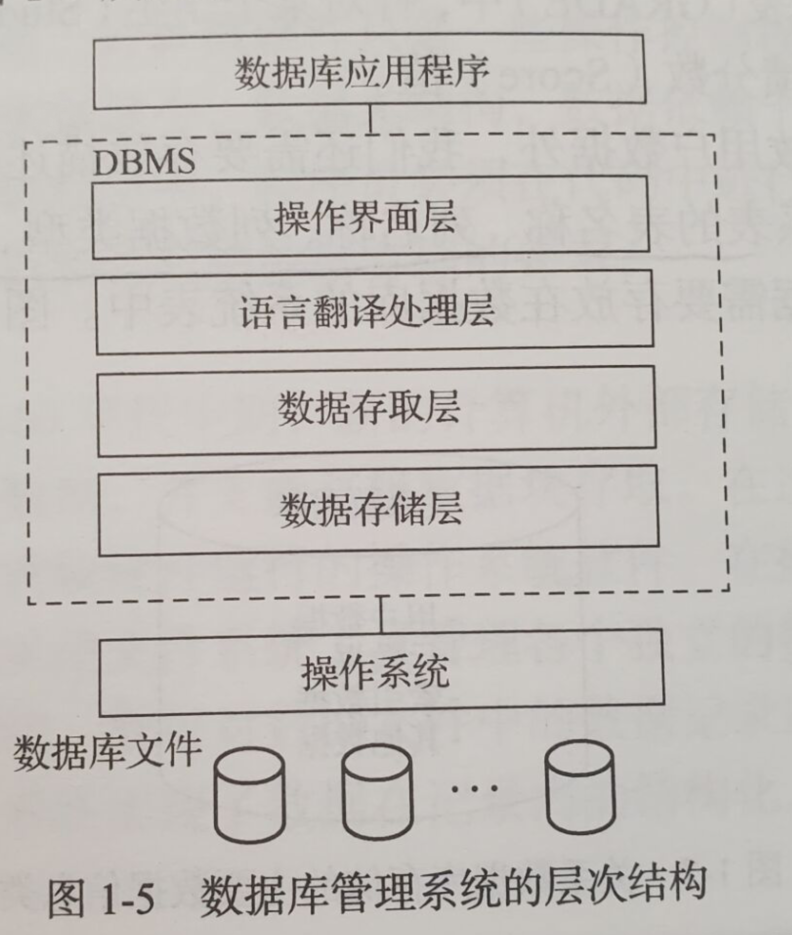 数据库应用程序
DBMS
操作界面层
语言翻译处理层
数据存取层
数据存储层
操作系统
数据库文件
…
图 1-5 数据库管理系统的层次结构